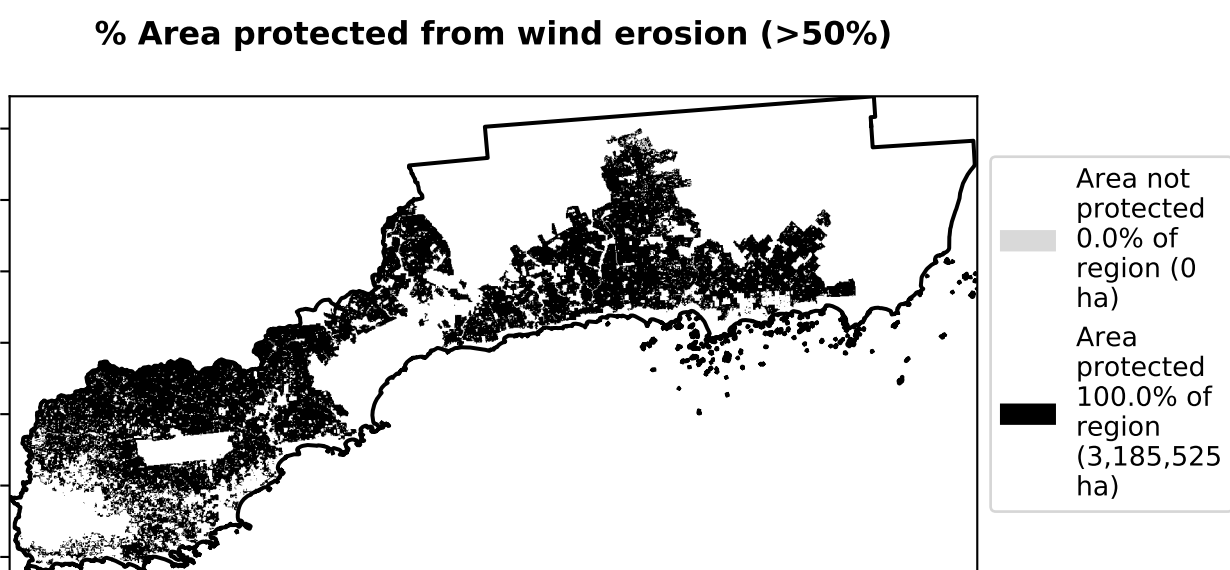 % Area protected from wind erosion (>50%)
Area not
protected
0.0% of
region (0
ha)
Area
protected
100.0% of
region
(3,185,525
ha)